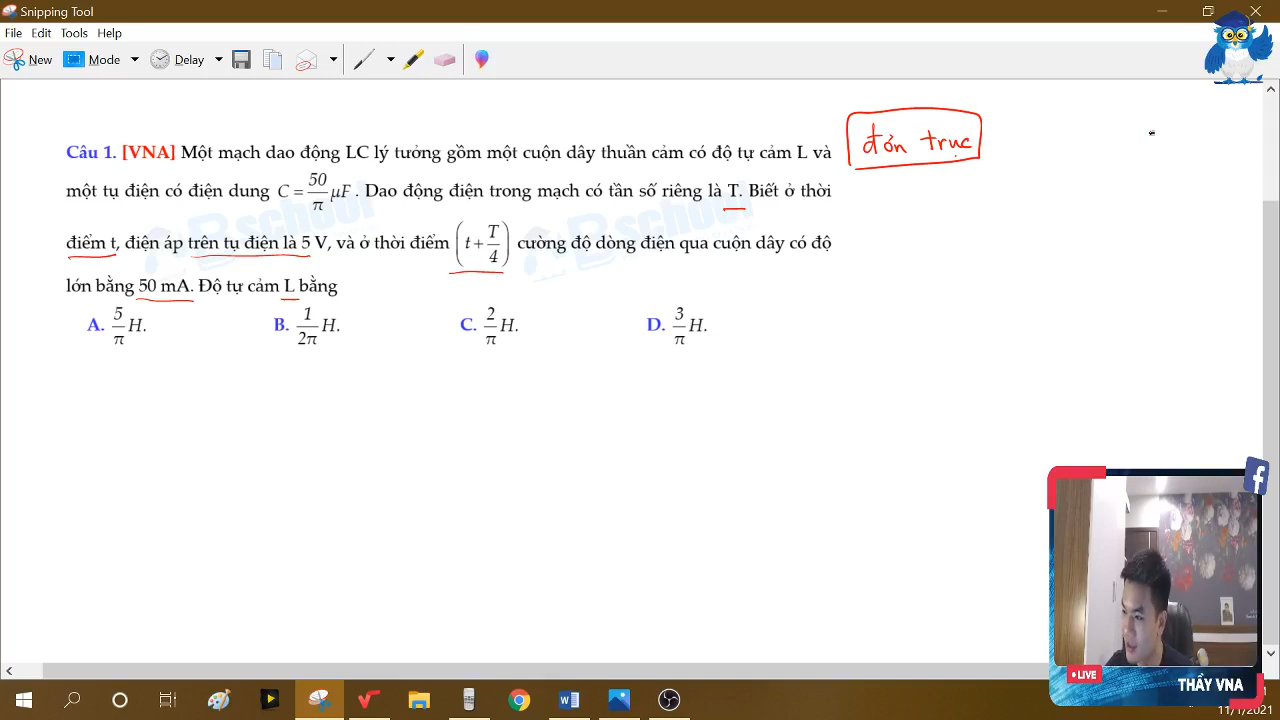 Snipping Tool
File Edit Tools Help
New Mode Delay
đơn trục
Câu 1. [VNA] Một mạch dao động LC lý tưởng gồm một cuộn dây thuần cảm có độ tự cảm L và
một tụ điện có điện dung C = 50/π μF. Dao động điện trong mạch có tần số riêng là T. Biết ở thời
điểm t, điện áp trên tụ điện là 5 V, và ở thời điểm (t + T/4) cường độ dòng điện qua cuộn dây có độ
lớn bằng 50 mA. Độ tự cảm L bằng
A. 5/π H. B. 1/2π H. C. 2/π H. D. 3/π H.
LIVE
THẦY VNA
11/1/2021